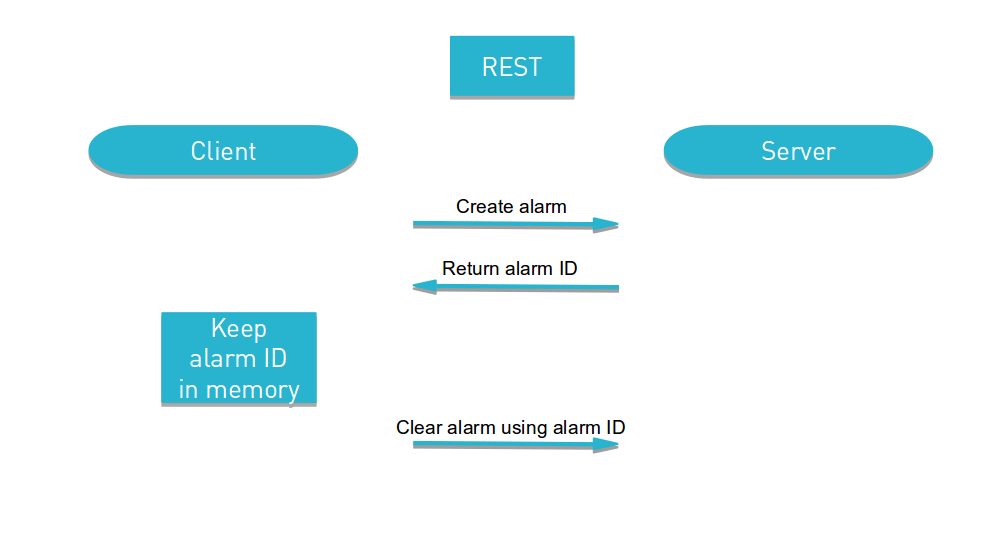 REST
Client
Server
Create alarm
Return alarm ID
Keep
alarm ID
in memory
Clear alarm using alarm ID